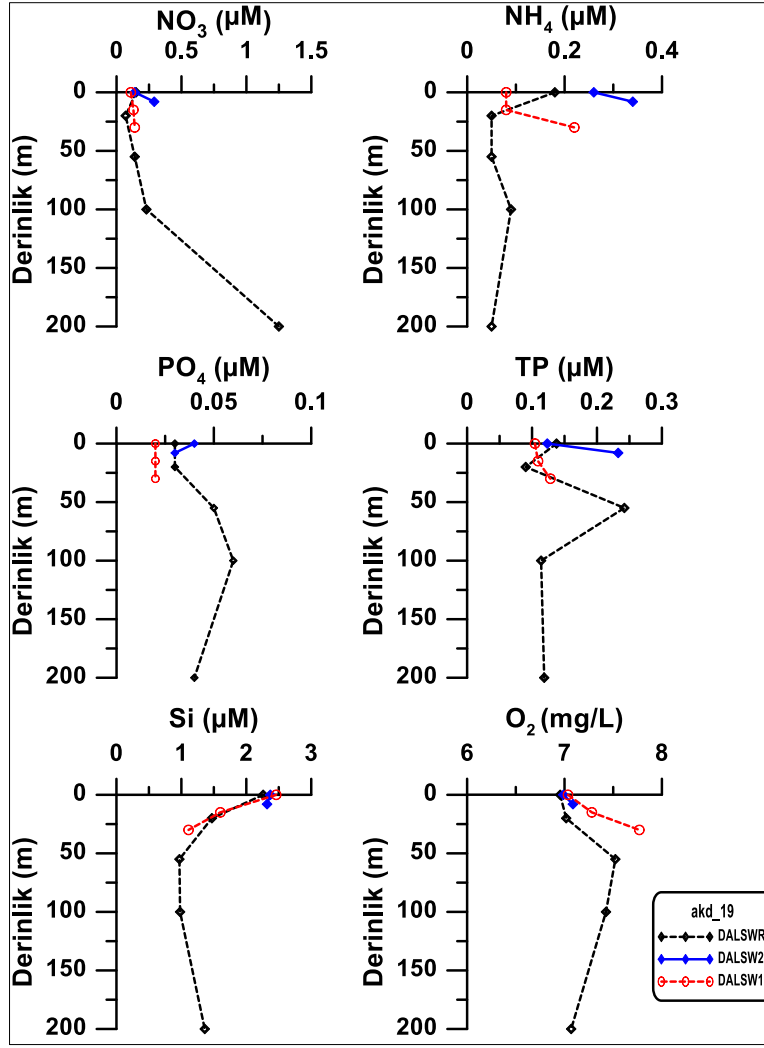 NO3 (µM)
0 0.5 1 1.5
Derinlik (m)
0
50
100
150
200
NH4 (µM)
0 0.2 0.4
Derinlik (m)
0
50
100
150
200
PO4 (µM)
0 0.05 0.1
Derinlik (m)
0
50
100
150
200
TP (µM)
0 0.1 0.2 0.3
Derinlik (m)
0
50
100
150
200
Si (µM)
0 1 2 3
Derinlik (m)
0
50
100
150
200
O2 (mg/L)
6 7 8
Derinlik (m)
0
50
100
150
200
akd_19
DALSWR
DALSW2
DALSW1